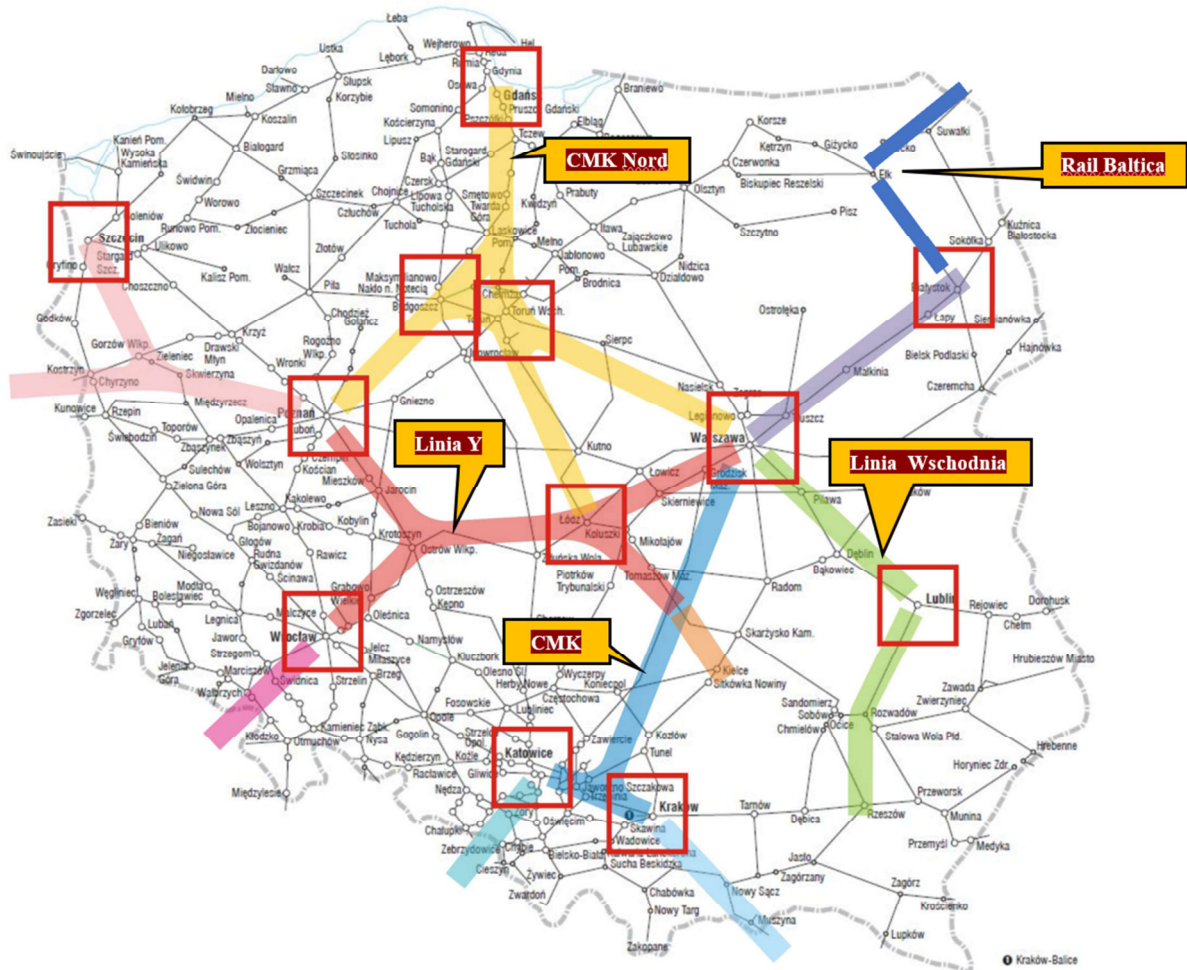 Łeba
Hel
Ustka
Wejherowo
Reda
Rumia
Lębork
Gdynia
Darłowo
Sławno
Słupsk
Osowa
Gdańsk
Korzybie
Braniewo
Mielno
Kołobrzeg
Koszalin
Somonino
Kościerzyna
Elbląg
Lipusz
Tczew
Korsze
Kętrzyn
Giżycko
Suwałki
CMK Nord
Rail Baltica
Kamień Pom.
Wysoka
Kamieńska
Świnoujście
Białogard
Słosinko
Starogard
Gdański
Bąk
Czersk
Lipowa
Tucholska
Czerwonka
Biskupiec Reszelski
Ełk
Świdwin
Grzmiąca
Szczecinek
Chojnice
Człuchów
Tuchola
Smętowo
Twarda
Góra
Prabuty
Kwidzyn
Olsztyn
Pisz
Szczytno
Worowo
Runowo Pom.
Złocieniec
Laskowice
Pom.
Iława
Zajączkowo
Lubawskie
Kuźnica
Białostocka
Sokółka
Goleniów
Szczecin
Stargard
Szcz.
Ulikowo
Gryfino
Kalisz Pom.
Wałcz
Złotów
Piła
Melno
Jabłonowo
Pom.
Brodnica
Nidzica
Działdowo
Maksymilianowo
Nakło n. Notecią
Bydgoszcz
Chełmża
Toruń Wsch.
Toruń
Białystok
Łapy
Ostrołęka
Siemianówka
Hajnówka
Choszczno
Godków
Krzyż
Drawski
Młyn
Chodzież
Gołańcz
Rogoźno
Wlkp.
Wronki
Inowrocław
Sierpc
Bielsk Podlaski
Małkinia
Czeremcha
Gorzów Wlkp.
Zieleniec
Skwierzyna
Kostrzyn
Chyrzyno
Nasielsk
Legionowo
Warszawa
Międzyrzecz
Opalenica
Poznań
Luboń
Gniezno
Kunowice
Rzepin
Toporów
Świebodzin
Zbąszynek
Zbąszyń
Wolsztyn
Czempiń
Kościan
Mieszków
Kutno
Linia Y
Łowicz
Grodzisk
Maz.
Skierniewice
Pilawa
Linia Wschodnia
Sulechów
Zielona Góra
Leszno
Kąkolewo
Jarocin
Zasieki
Nowa Sól
Bojanowo
Krobia
Kobylin
Krotoszyn
Ostrów Wlkp.
Łódź
Koluszki
Zduńska Wola
Mikołajów
Bieniów
Żary
Żagań
Niegosławice
Głogów
Rudna
Gwizdanów
Rawicz
Piotrków
Trybunalski
Tomaszów Maz.
Radom
Dęblin
Bąkowiec
Lublin
Rejowiec
Dorohusk
Chełm
Ścinawa
Grabowo
Wielkie
Ostrzeszów
Kępno
Modła
Bolesławiec
Węgliniec
Zgorzelec
Lubań
Gryfów
Legnica
Malczyce
Oleśnica
Wrocław
Namysłów
Skarżysko Kam.
CMK
Kielce
Sitkówka Nowiny
Hrubieszów Miasto
Jawor
Strzegom
Marciszów
Jelenia
Góra
Wałbrzych
Świdnica
Strzelin
Jelcz
Miłoszyce
Brzeg
Kluczbork
Olesno Śl.
Herby Nowe
Wyczerpy
Koniecpol
Częstochowa
Fosowskie
Lubliniec
Sandomierz
Sobów
Ocice
Chmielów
Rozwadów
Stalowa Wola Płd.
Zawada
Zwierzyniec
Kłodzko
Kamieniec Ząbk.
Otmuchów
Nysa
Opole
Gogolin
Strzelce
Opol.
Kędzierzyn
Koźle
Racławice
Katowice
Gliwice
Zawiercie
Kozłów
Tunel
Hrebenne
Horyniec Zdr.
Międzylesie
Nędza
Żory
Jaworzno Szczakowa
Trzebinia
Kraków
Tarnów
Dębica
Rzeszów
Przeworsk
Munina
Przemyśl
Medyka
Chałupki
Zebrzydowice
Cieszyn
Oświęcim
Skawina
Wadowice
Kalwaria Lanckorona
Bielsko-Biała
Sucha Beskidzka
Żywiec
Zwardoń
Chabówka
Nowy Targ
Zakopane
Nowy Sącz
Muszyna
Jasło
Zagórzany
Zagórz
Krościenko
Łupków
Kraków-Balice